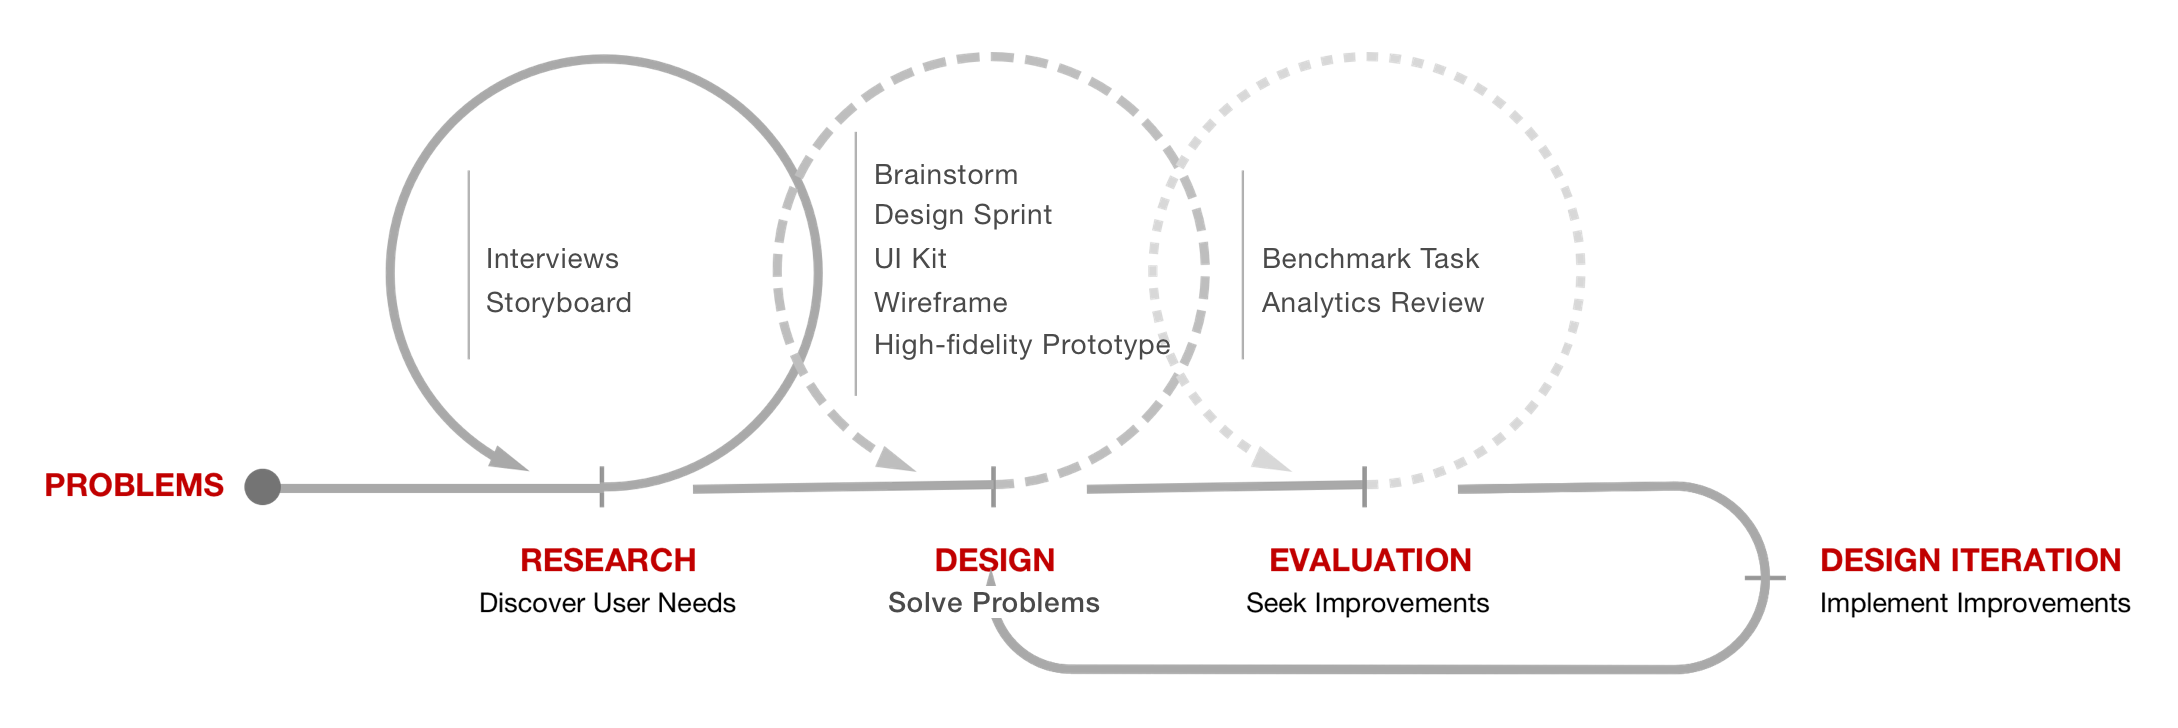 Interviews
Storyboard
Brainstorm
Design Sprint
UI Kit
Wireframe
High-fidelity Prototype
Benchmark Task
Analytics Review
PROBLEMS
RESEARCH
Discover User Needs
DESIGN
Solve Problems
EVALUATION
Seek Improvements
DESIGN ITERATION
Implement Improvements